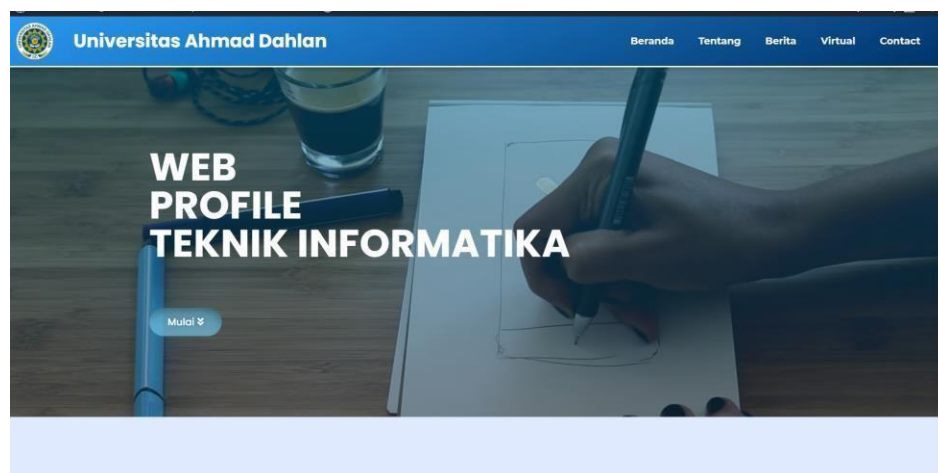 Universitas Ahmad Dahlan
Beranda Tentang Berita Virtual Contact
WEB
PROFILE
TEKNIK INFORMATIKA
Mulai